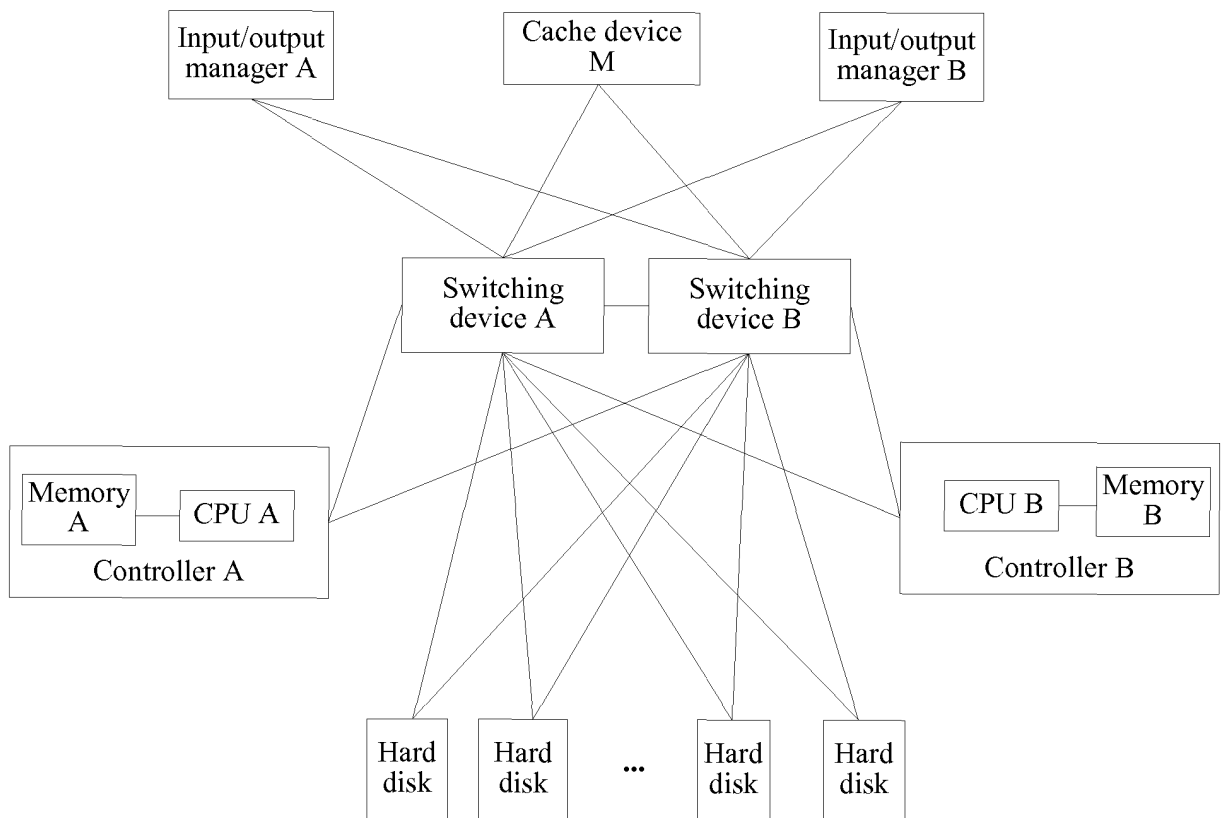 Input/output
manager A
Cache device
M
Input/output
manager B
Switching
device A
Switching
device B
Memory
A
CPU A
Controller A
CPU B
Memory
B
Controller B
Hard
disk
Hard
disk
...
Hard
disk
Hard
disk